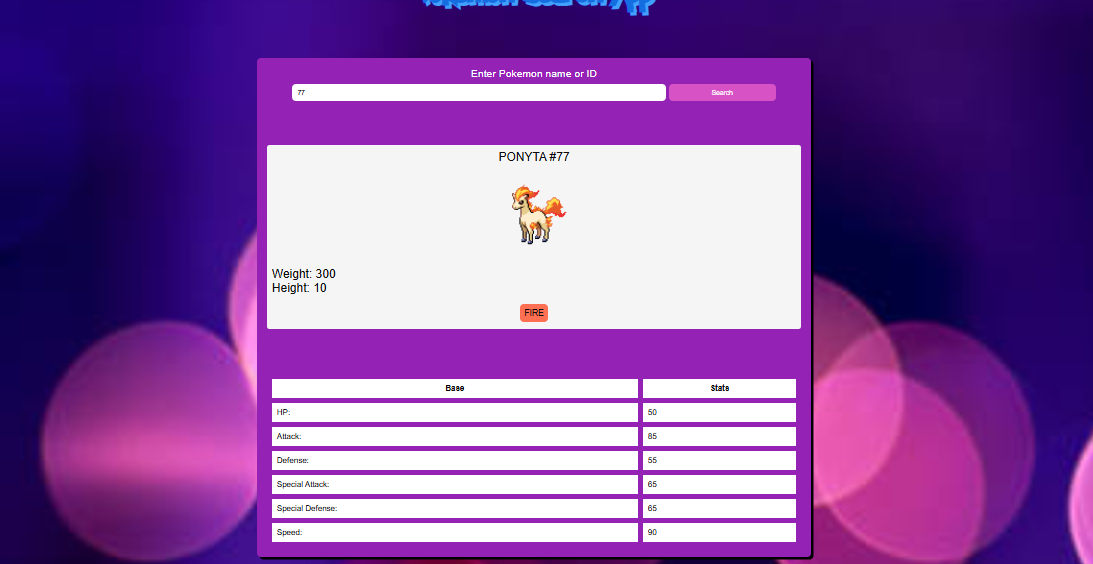 Enter Pokemon name or ID
77 Search
PONYTA #77
Weight: 300
Height: 10
FIRE
Base Stats
HP: 50
Attack: 85
Defense: 55
Special Attack: 65
Special Defense: 65
Speed: 90